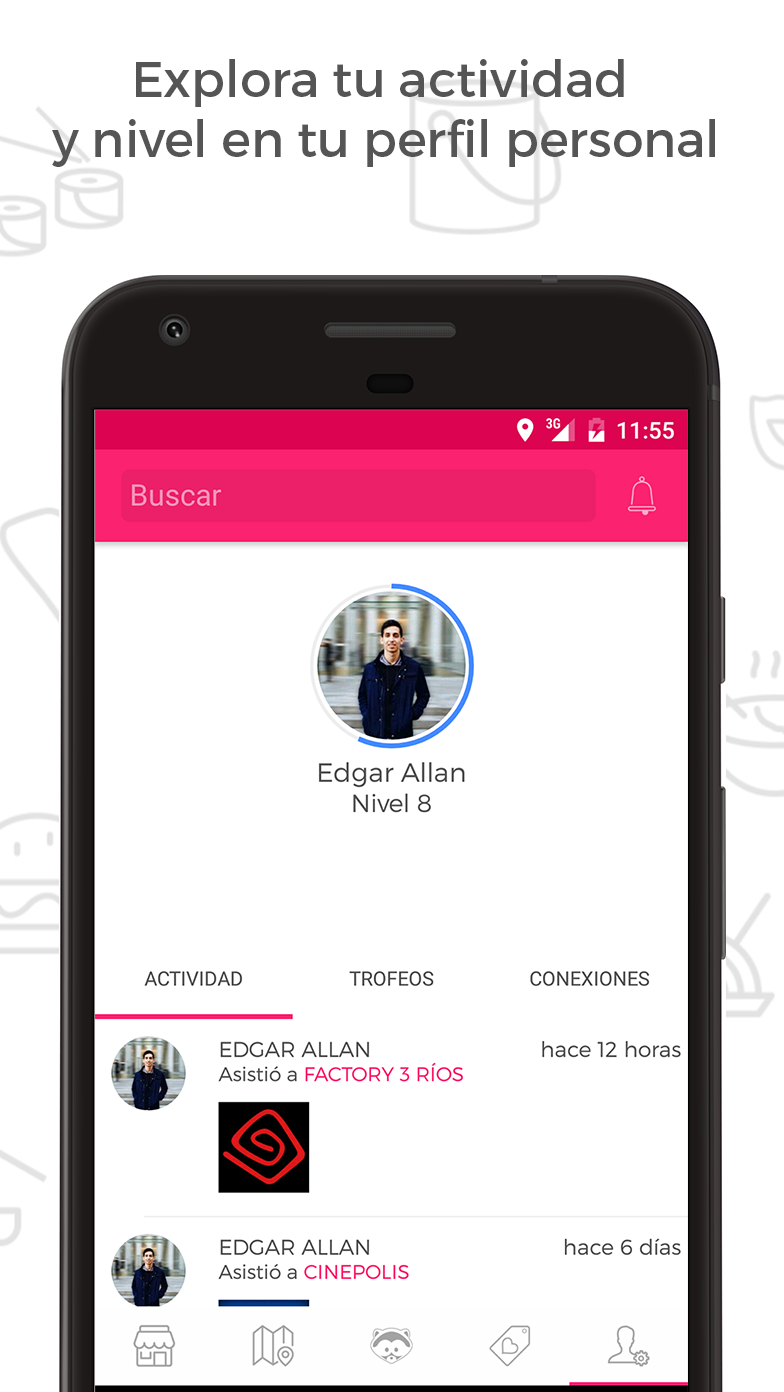 Explora tu actividad
y nivel en tu perfil personal
3G 11:55
Buscar
Edgar Allan
Nivel 8
ACTIVIDAD TROFEOS CONEXIONES
EDGAR ALLAN hace 12 horas
Asistió a FACTORY 3 RÍOS
EDGAR ALLAN hace 6 días
Asistió a CINEPOLIS